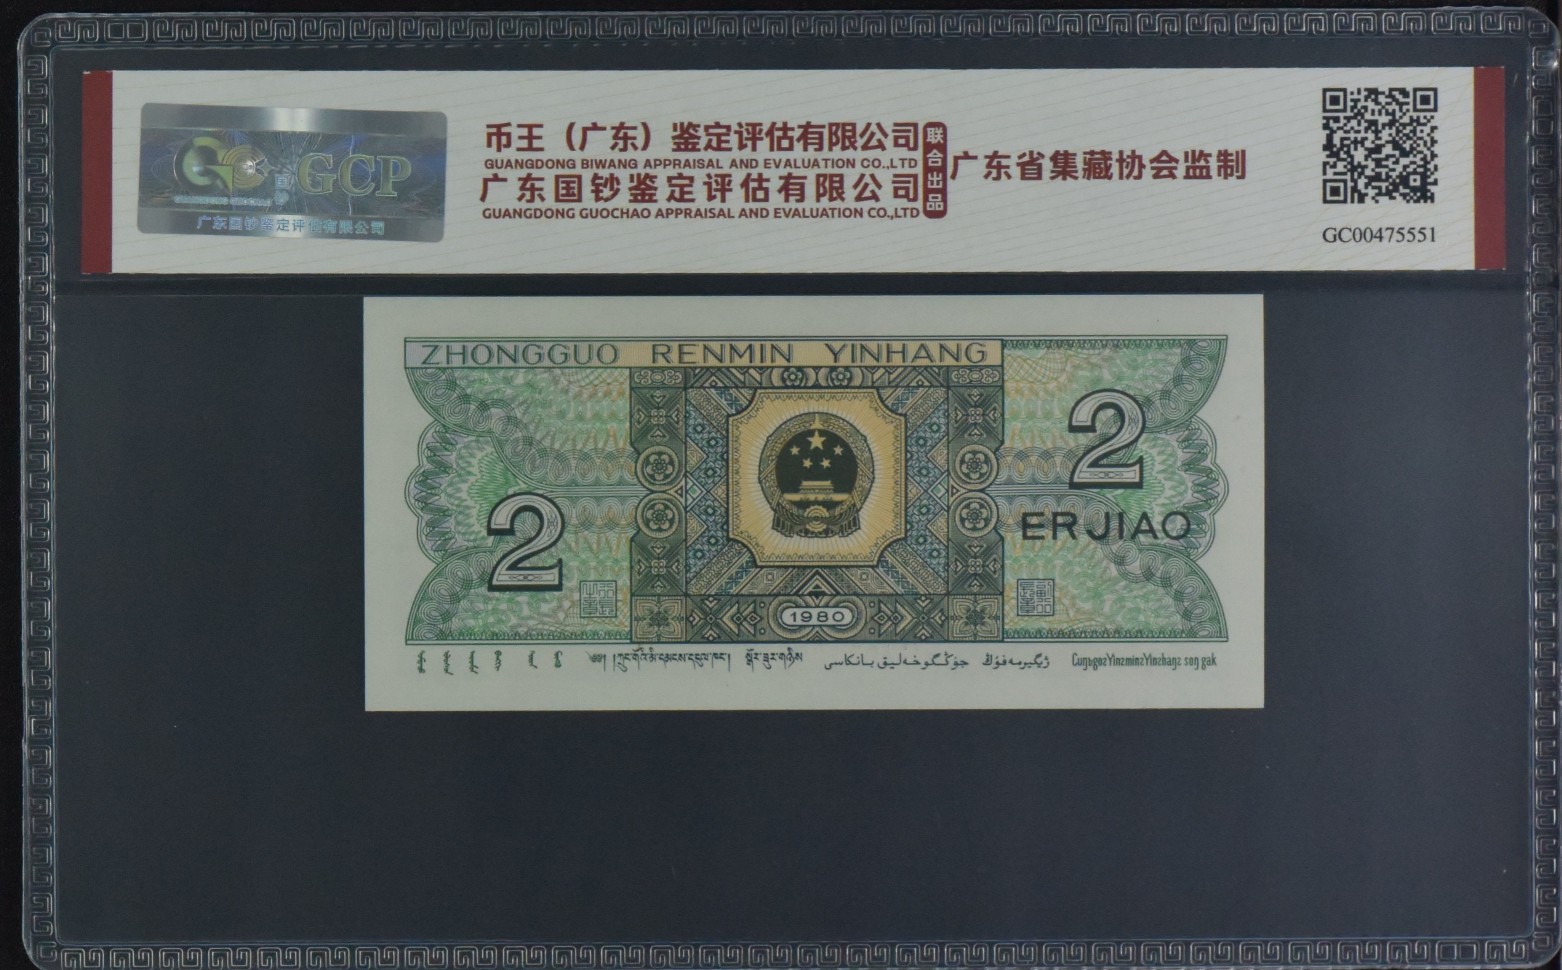 GCP
广东国钞鉴定评估有限公司
币王（广东）鉴定评估有限公司
GUANGDONG BIWANG APPRAISAL AND EVALUATION CO.,LTD
广东国钞鉴定评估有限公司
GUANGDONG GUOCHAO APPRAISAL AND EVALUATION CO.,LTD
联合出品
广东省集藏协会监制
GC00475551
ZHONGGUO RENMIN YINHANG
2
2
ERJIAO
1980
جۇڭگو خەلىق بانكاسى